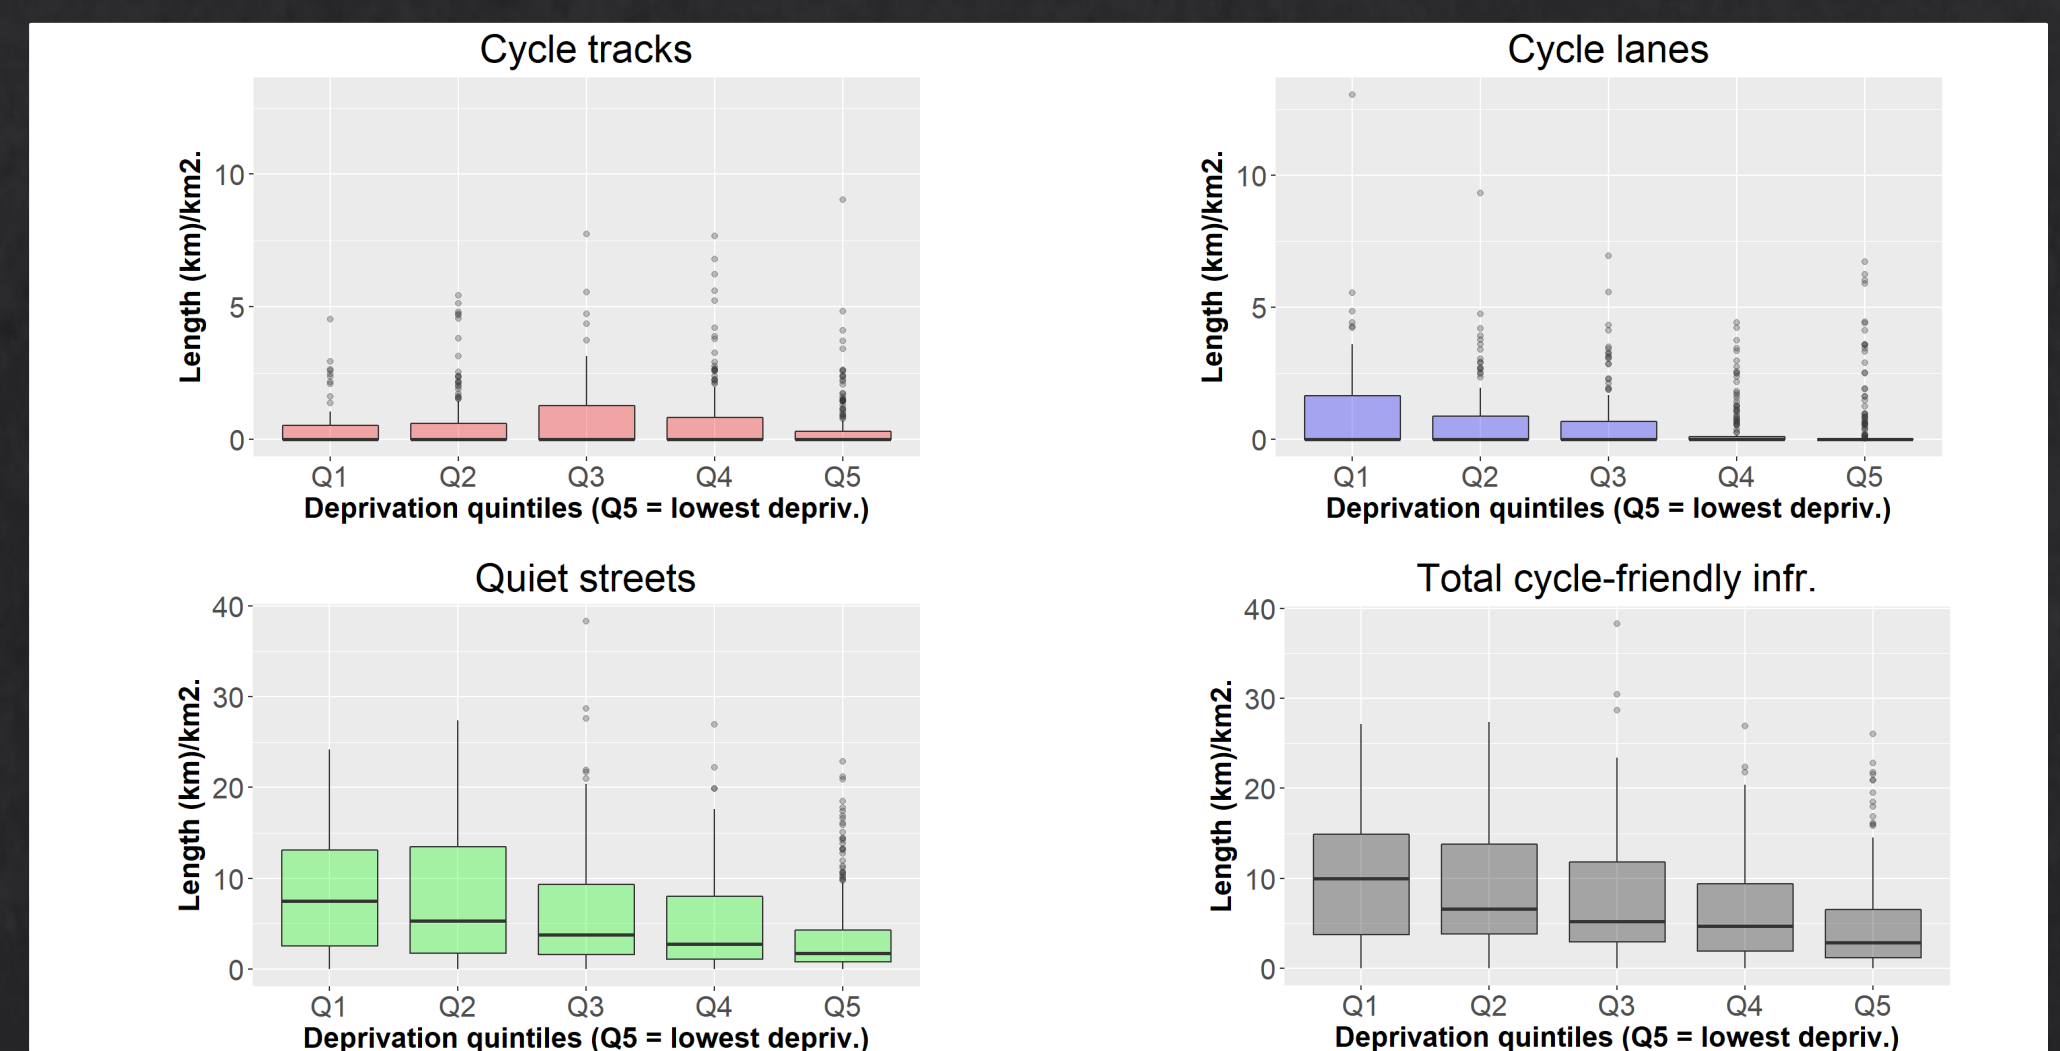 Cycle tracks
Length (km)/km2.
10
5
0
Q1 Q2 Q3 Q4 Q5
Deprivation quintiles (Q5 = lowest depriv.)
Cycle lanes
Length (km)/km2.
10
5
0
Q1 Q2 Q3 Q4 Q5
Deprivation quintiles (Q5 = lowest depriv.)
Quiet streets
Length (km)/km2.
40
30
20
10
0
Q1 Q2 Q3 Q4 Q5
Deprivation quintiles (Q5 = lowest depriv.)
Total cycle-friendly infr.
Length (km)/km2.
40
30
20
10
0
Q1 Q2 Q3 Q4 Q5
Deprivation quintiles (Q5 = lowest depriv.)